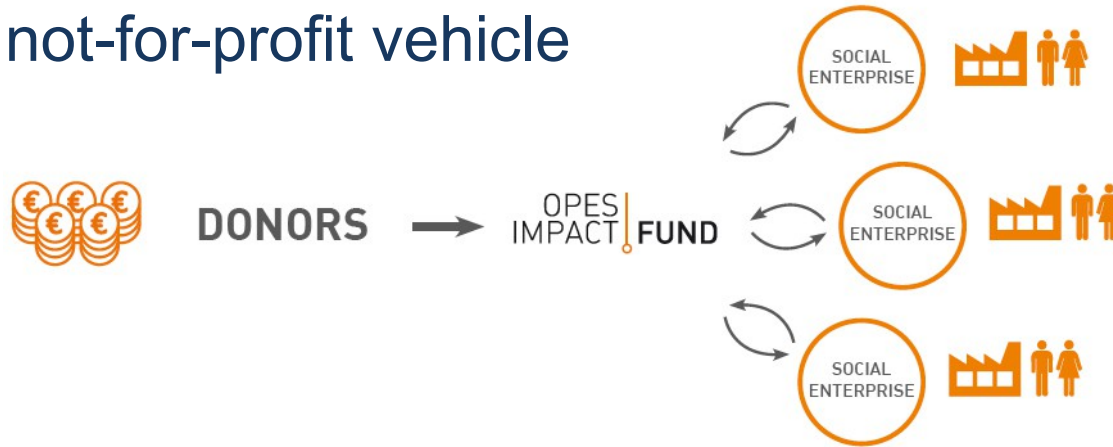 not-for-profit vehicle
SOCIAL
ENTERPRISE
€ € €
€ €
DONORS
OPES
IMPACT FUND
SOCIAL
ENTERPRISE
SOCIAL
ENTERPRISE